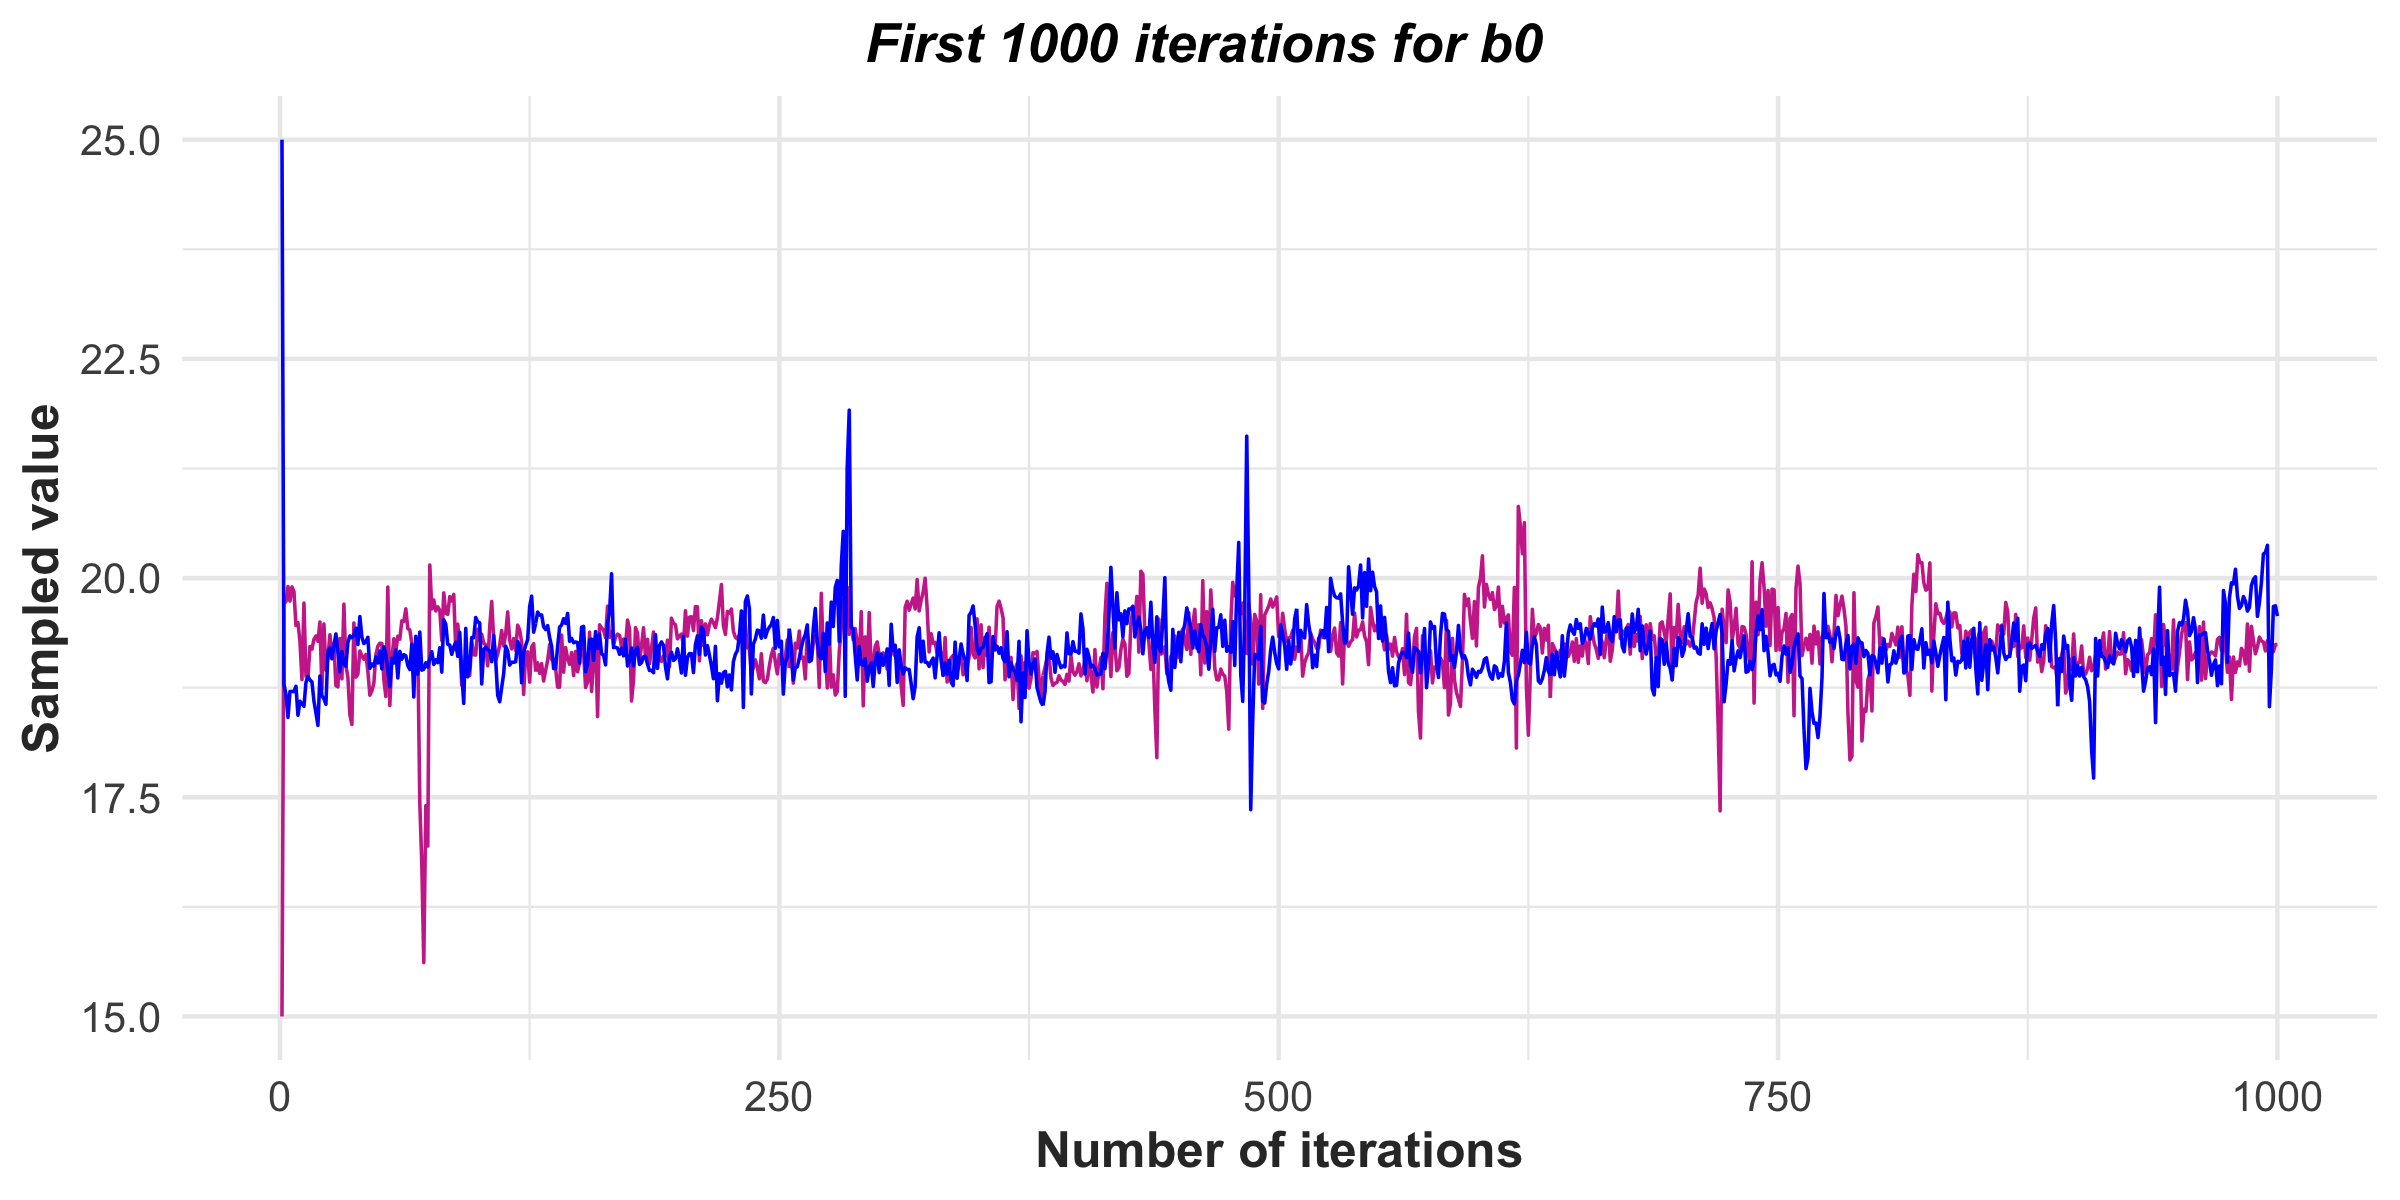 First 1000 iterations for b0
25.0
22.5
20.0
17.5
15.0
Sampled value
0 250 500 750 1000
Number of iterations